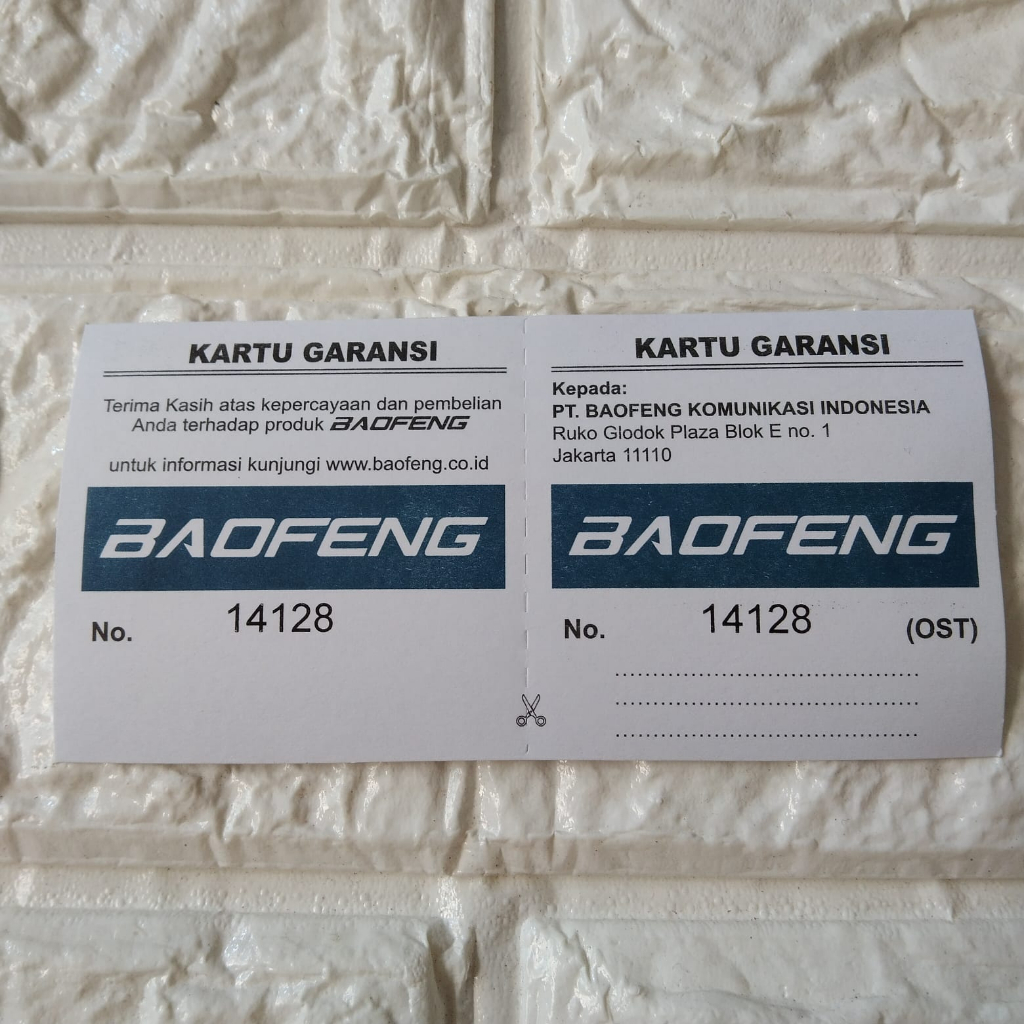 KARTU GARANSI
Terima Kasih atas kepercayaan dan pembelian
Anda terhadap produk BAOFENG
untuk informasi kunjungi www.baofeng.co.id
BAOFENG
No. 14128
KARTU GARANSI
Kepada:
PT. BAOFENG KOMUNIKASI INDONESIA
Ruko Glodok Plaza Blok E no. 1
Jakarta 11110
BAOFENG
No. 14128 (OST)